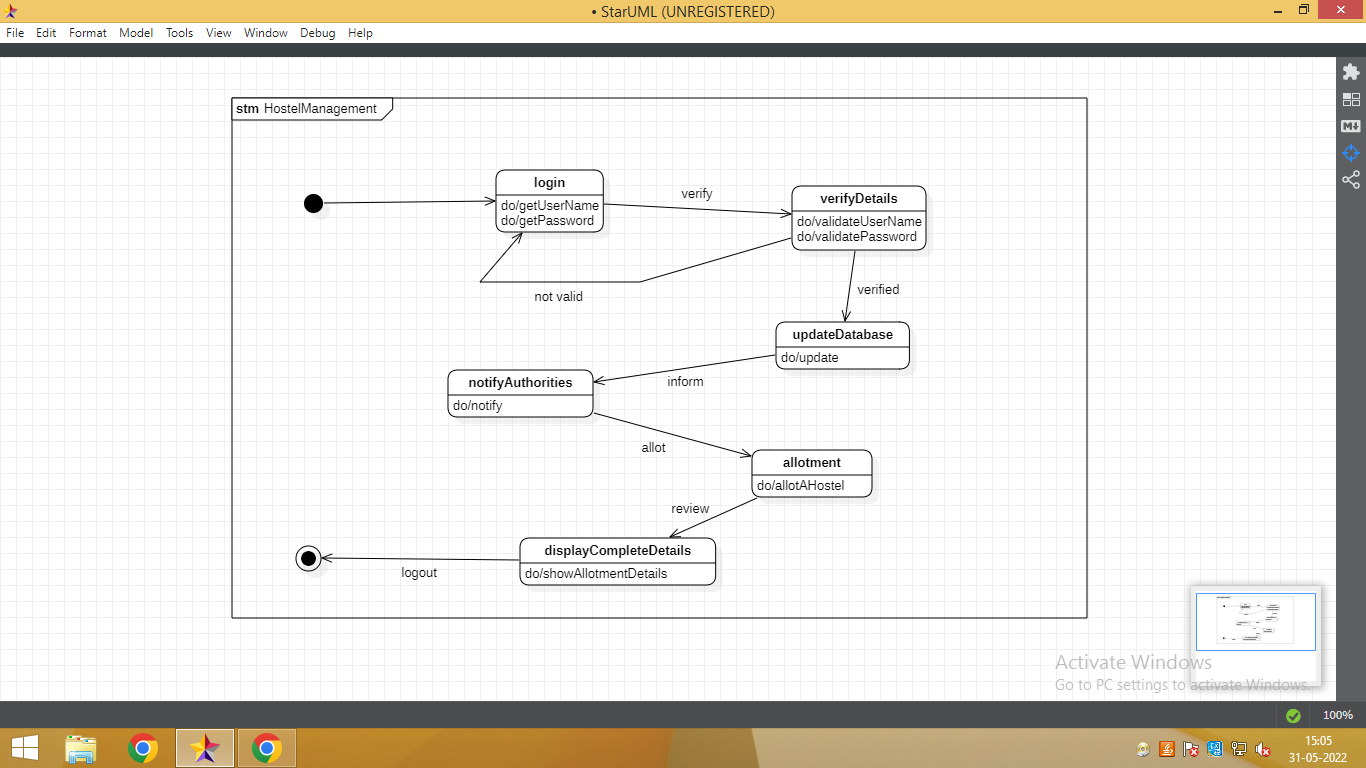 • StarUML (UNREGISTERED)
File Edit Format Model Tools View Window Debug Help
stm HostelManagement
login
do/getUserName
do/getPassword
verify
verifyDetails
do/validateUserName
do/validatePassword
not valid
verified
updateDatabase
do/update
inform
notifyAuthorities
do/notify
allot
allotment
do/allotAHostel
review
displayCompleteDetails
do/showAllotmentDetails
logout
Activate Windows
Go to PC settings to activate Windows.
100%
15:05
31-05-2022